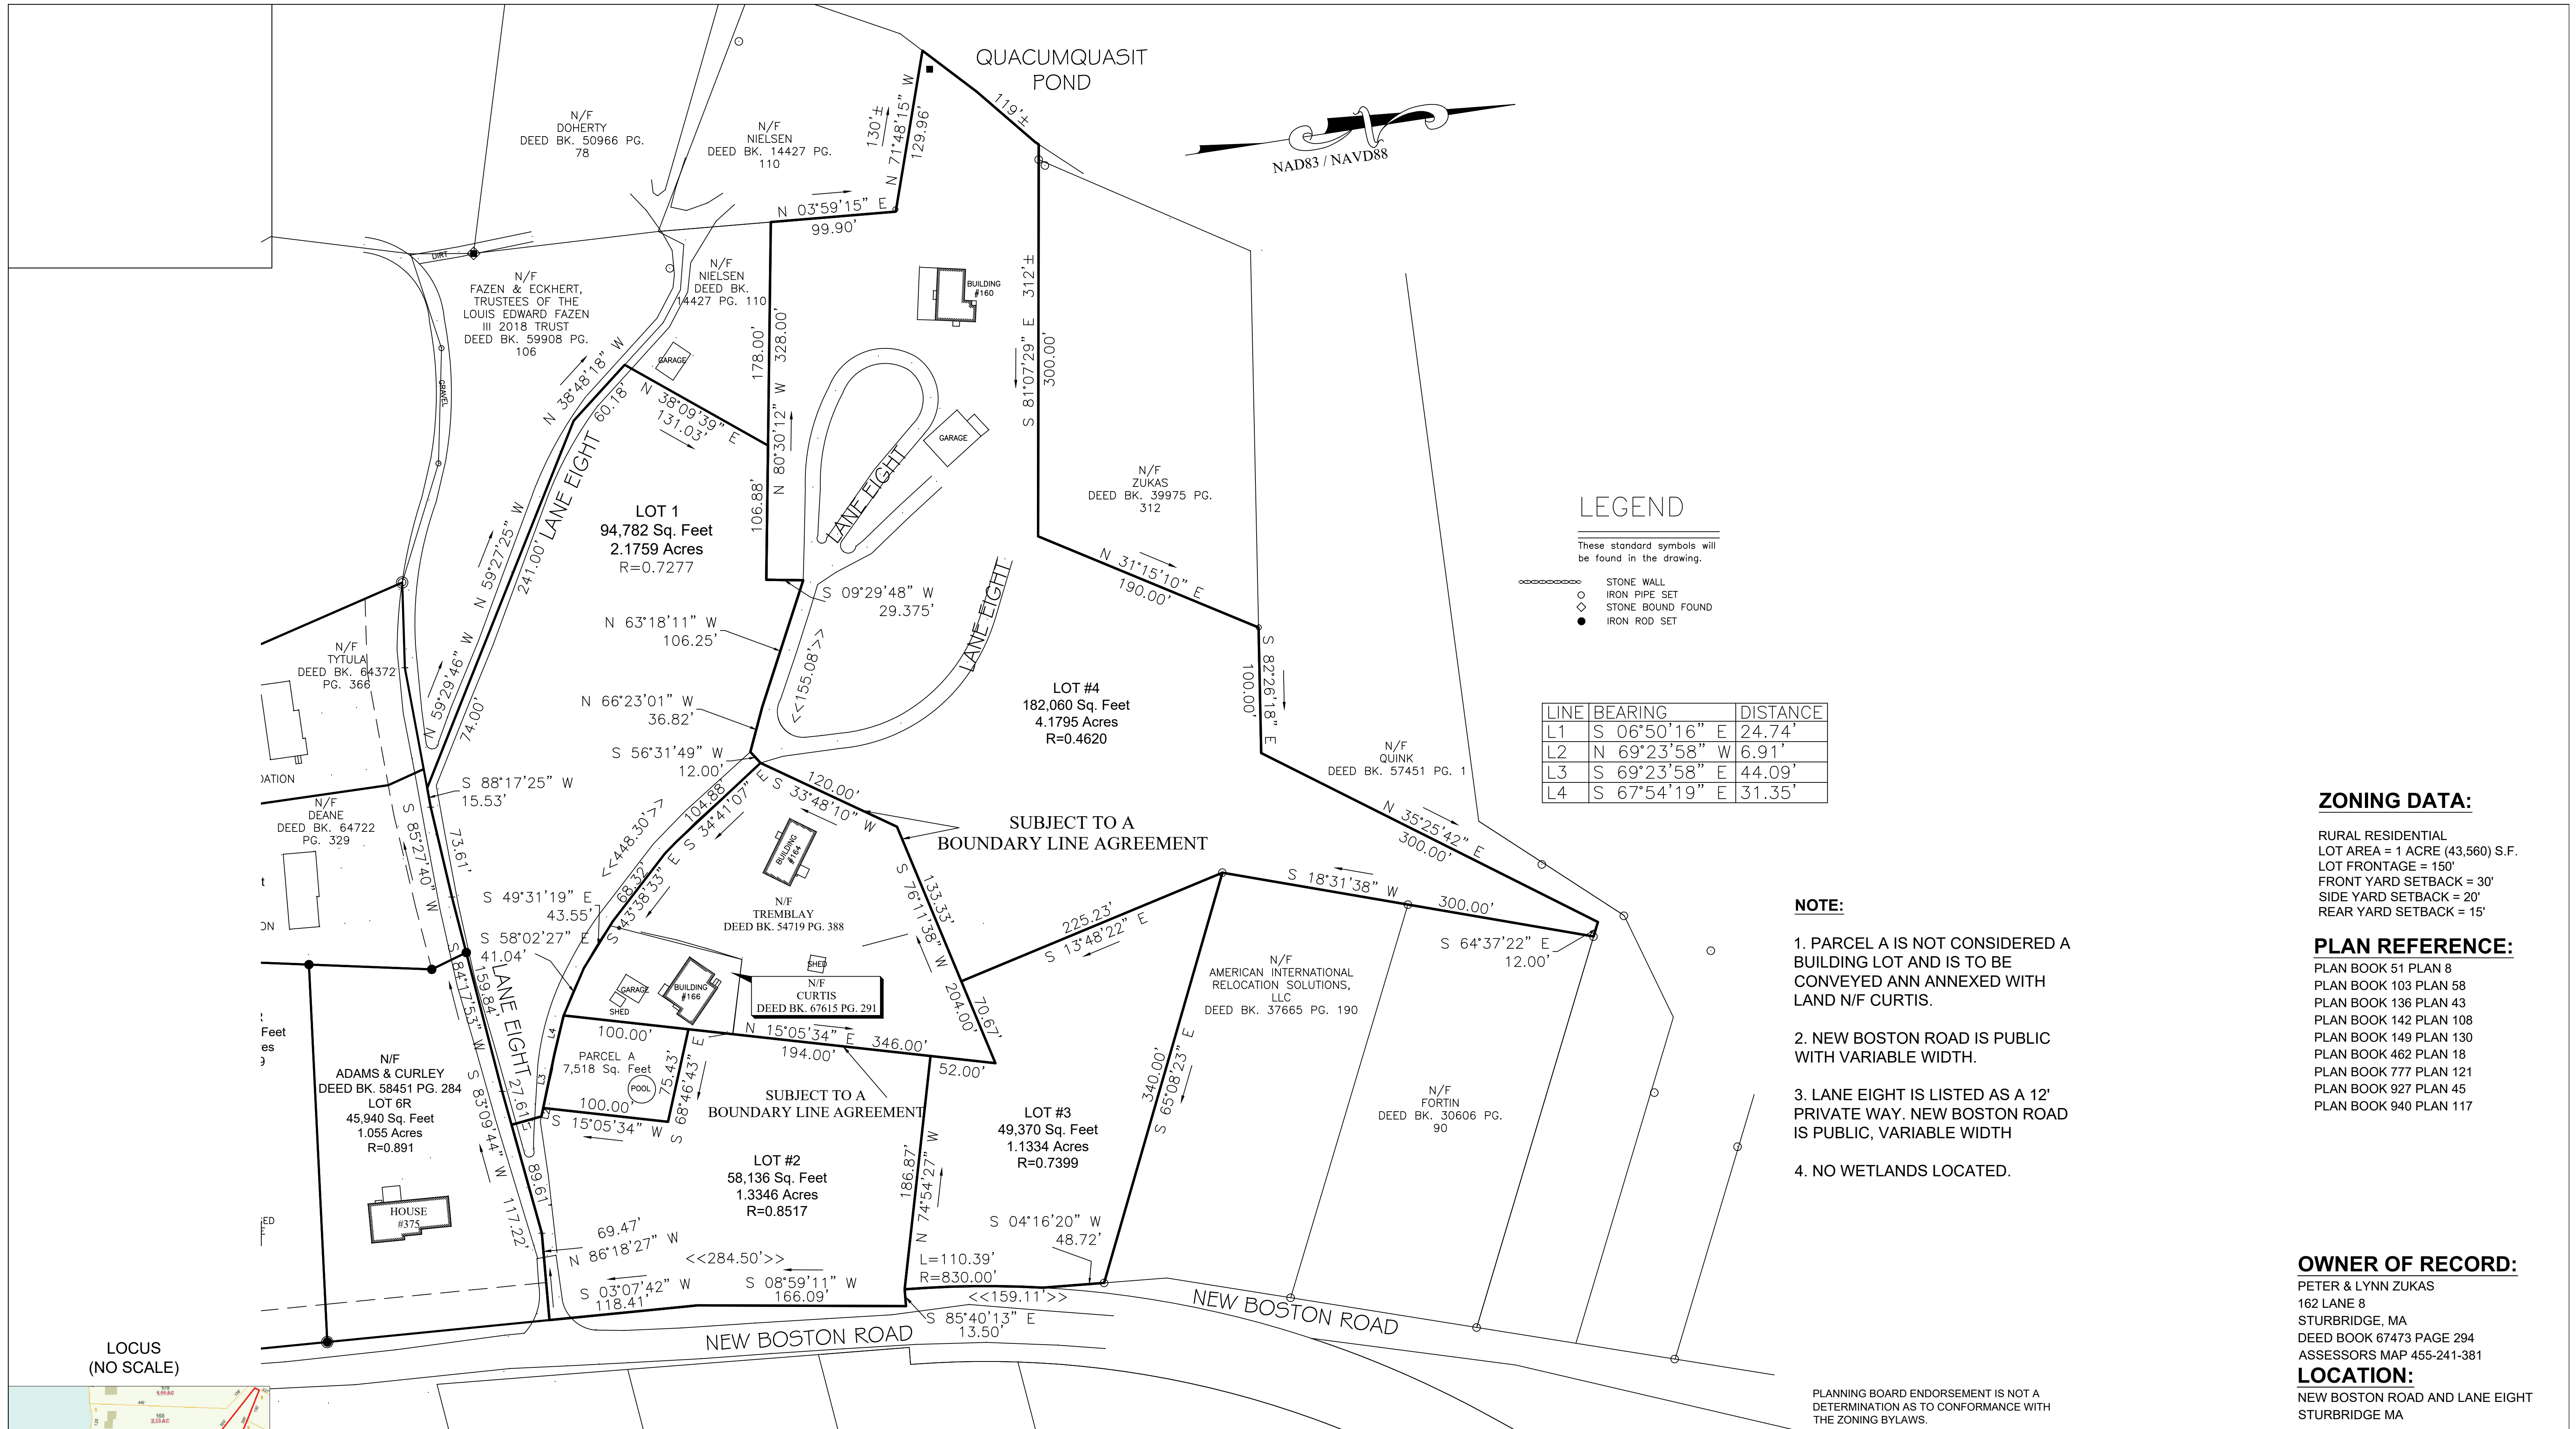 QUACUMQUASIT
POND
119'±
130'±
N 71°48'15" W
129.96'
NAD83 / NAVD88
N/F
DOHERTY
DEED BK. 50966 PG.
78
N/F
NIELSEN
DEED BK. 14427 PG.
110
N 03°59'15" E
99.90'
DIRT
GRAVEL
N/F
FAZEN & ECKHERT,
TRUSTEES OF THE
LOUIS EDWARD FAZEN
III 2018 TRUST
DEED BK. 59908 PG.
106
N/F
NIELSEN
DEED BK.
14427 PG. 110
GARAGE
BUILDING
#160
S 81°07'29" E 312'±
300.00'
178.00'
N 80°30'12" W 328.00'
106.88'
N 38°48'18" W
60.18'
N 38°09'39" E
131.03'
GARAGE
LANE EIGHT
LANE EIGHT
LANE EIGHT
N 59°27'25" W
241.00'
N 59°29'46" W
74.00'
LOT 1
94,782 Sq. Feet
2.1759 Acres
R=0.7277
N/F
ZUKAS
DEED BK. 39975 PG.
312
LEGEND
These standard symbols will
be found in the drawing.
STONE WALL
IRON PIPE SET
STONE BOUND FOUND
IRON ROD SET
N 31°15'10" E
190.00'
S 09°29'48" W
29.375'
N 63°18'11" W
106.25'
<<155.08'>>
N 66°23'01" W
36.82'
S 56°31'49" W
12.00'
S 82°26'18" E
100.00'
N/F
TYTULA
DEED BK. 64372
PG. 366
DATION
N/F
DEANE
DEED BK. 64722
PG. 329
t
ON
S 88°17'25" W
15.53'
LOT #4
182,060 Sq. Feet
4.1795 Acres
R=0.4620
N/F
QUINK
DEED BK. 57451 PG. 1
LINE BEARING DISTANCE
L1 S 06°50'16" E 24.74'
L2 N 69°23'58" W 6.91'
L3 S 69°23'58" E 44.09'
L4 S 67°54'19" E 31.35'
ZONING DATA:
RURAL RESIDENTIAL
LOT AREA = 1 ACRE (43,560) S.F.
LOT FRONTAGE = 150'
FRONT YARD SETBACK = 30'
SIDE YARD SETBACK = 20'
REAR YARD SETBACK = 15'
PLAN REFERENCE:
PLAN BOOK 51 PLAN 8
PLAN BOOK 103 PLAN 58
PLAN BOOK 136 PLAN 43
PLAN BOOK 142 PLAN 108
PLAN BOOK 149 PLAN 130
PLAN BOOK 462 PLAN 18
PLAN BOOK 777 PLAN 121
PLAN BOOK 927 PLAN 45
PLAN BOOK 940 PLAN 117
S 85°27'40" W
73.61'
<<448.30'>>
104.88'
S 34°41'07" E
68.32'
S 43°38'33" E
S 49°31'19" E
43.55'
S 58°02'27" E
41.04'
120.00'
S 33°48'10" W
SUBJECT TO A
BOUNDARY LINE AGREEMENT
BUILDING
#164
N/F
TREMBLAY
DEED BK. 54719 PG. 388
133.33'
S 76°11'38" W
204.00'
70.67'
N 35°25'42" E
300.00'
S 18°31'38" W
300.00'
S 64°37'22" E
12.00'
225.23'
S 13°48'22" E
N/F
AMERICAN INTERNATIONAL
RELOCATION SOLUTIONS,
LLC
DEED BK. 37665 PG. 190
340.00'
S 65°08'23" E
N/F
FORTIN
DEED BK. 30606 PG.
90
NOTE:
1. PARCEL A IS NOT CONSIDERED A
BUILDING LOT AND IS TO BE
CONVEYED ANN ANNEXED WITH
LAND N/F CURTIS.
2. NEW BOSTON ROAD IS PUBLIC
WITH VARIABLE WIDTH.
3. LANE EIGHT IS LISTED AS A 12'
PRIVATE WAY. NEW BOSTON ROAD
IS PUBLIC, VARIABLE WIDTH
4. NO WETLANDS LOCATED.
SHED
N/F
CURTIS
DEED BK. 67615 PG. 291
GARAGE
SHED
BUILDING
#166
S 84°17'53" W
159.84'
LANE EIGHT
27.61'
L4
L3
L2
100.00'
PARCEL A
7,518 Sq. Feet
POOL
75.43'
S 68°46'43" E
100.00'
S 15°05'34" W
N 15°05'34" E
194.00'
346.00'
52.00'
SUBJECT TO A
BOUNDARY LINE AGREEMENT
Feet
es
9
N/F
ADAMS & CURLEY
DEED BK. 58451 PG. 284
LOT 6R
45,940 Sq. Feet
1.055 Acres
R=0.891
HOUSE
#375
ED
S 83°09'44" W
117.22'
89.61'
LOT #2
58,136 Sq. Feet
1.3346 Acres
R=0.8517
LOT #3
49,370 Sq. Feet
1.1334 Acres
R=0.7399
186.87'
N 74°54'27" W
S 04°16'20" W
48.72'
69.47'
N 86°18'27" W
<<284.50'>>
S 03°07'42" W
118.41'
S 08°59'11" W
166.09'
L=110.39'
R=830.00'
<<159.11'>>
S 85°40'13" E
13.50'
NEW BOSTON ROAD
NEW BOSTON ROAD
OWNER OF RECORD:
PETER & LYNN ZUKAS
162 LANE 8
STURBRIDGE, MA
DEED BOOK 67473 PAGE 294
ASSESSORS MAP 455-241-381
LOCATION:
NEW BOSTON ROAD AND LANE EIGHT
STURBRIDGE MA
LOCUS
(NO SCALE)
PLANNING BOARD ENDORSEMENT IS NOT A
DETERMINATION AS TO CONFORMANCE WITH
THE ZONING BYLAWS.